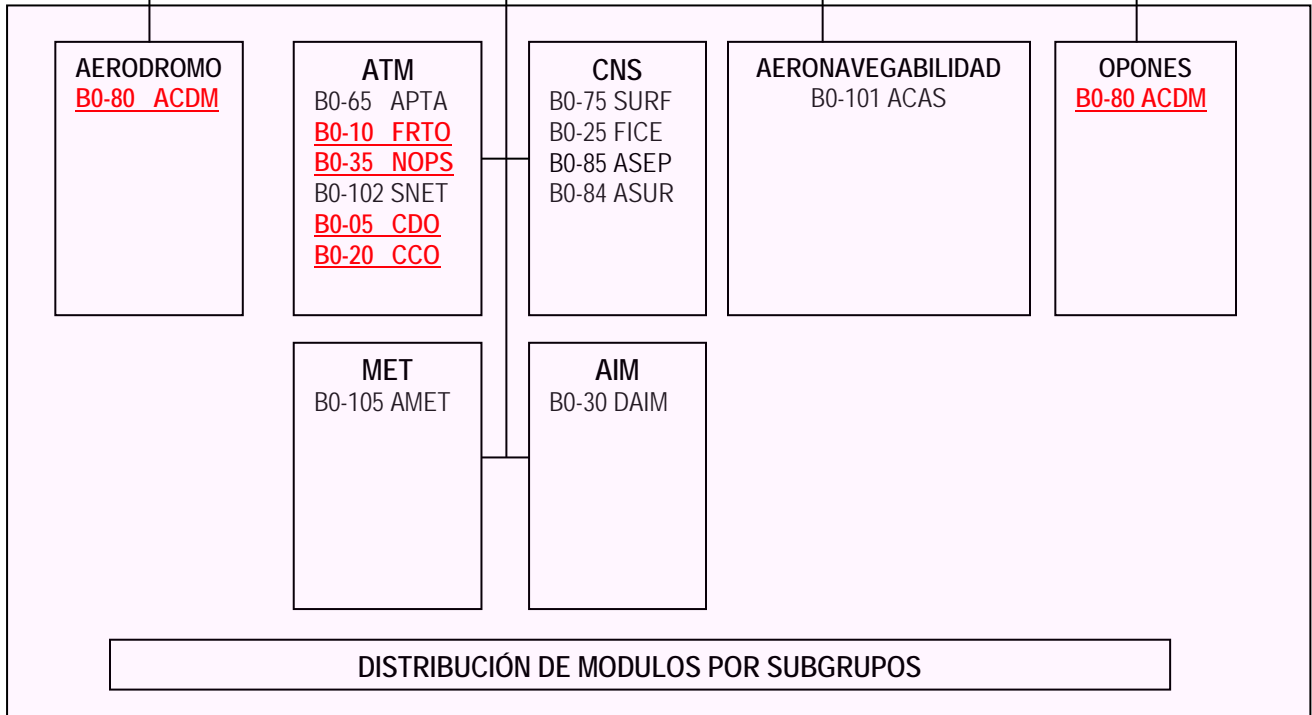 AERODROMO
B0-80 ACDM
ATM
B0-65 APTA
B0-10 FRTO
B0-35 NOPS
B0-102 SNET
B0-05 CDO
B0-20 CCO
CNS
B0-75 SURF
B0-25 FICE
B0-85 ASEP
B0-84 ASUR
AERONAVEGABILIDAD
B0-101 ACAS
OPONES
B0-80 ACDM
MET
B0-105 AMET
AIM
B0-30 DAIM
DISTRIBUCIÓN DE MODULOS POR SUBGRUPOS